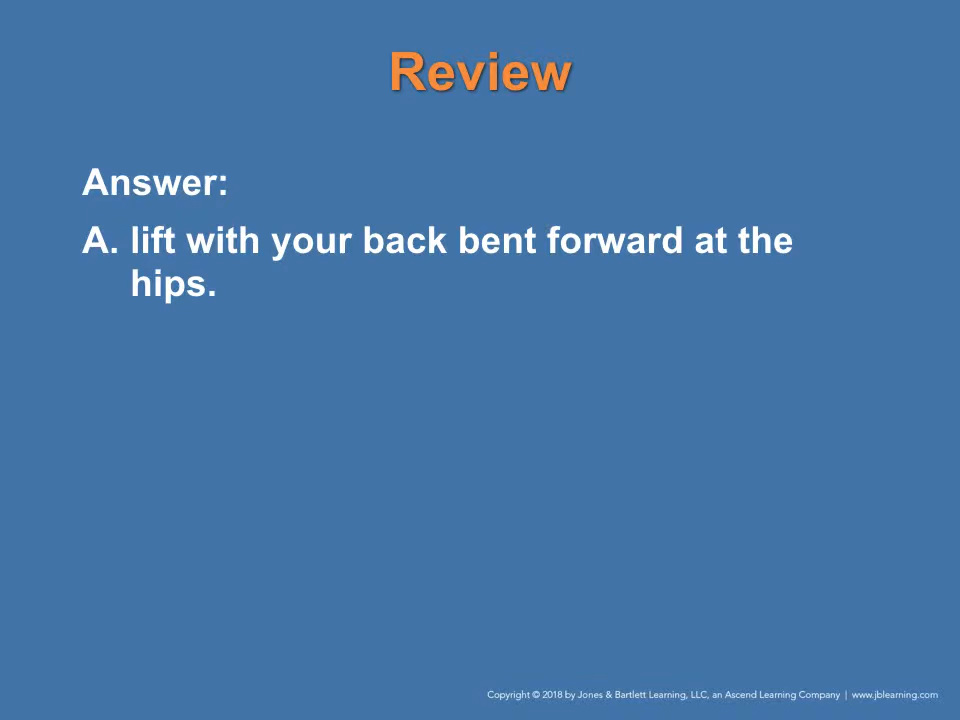 Review
Answer:
A. lift with your back bent forward at the
hips.
Copyright © 2018 by Jones & Bartlett Learning, LLC, an Ascend Learning Company | www.jblearning.com